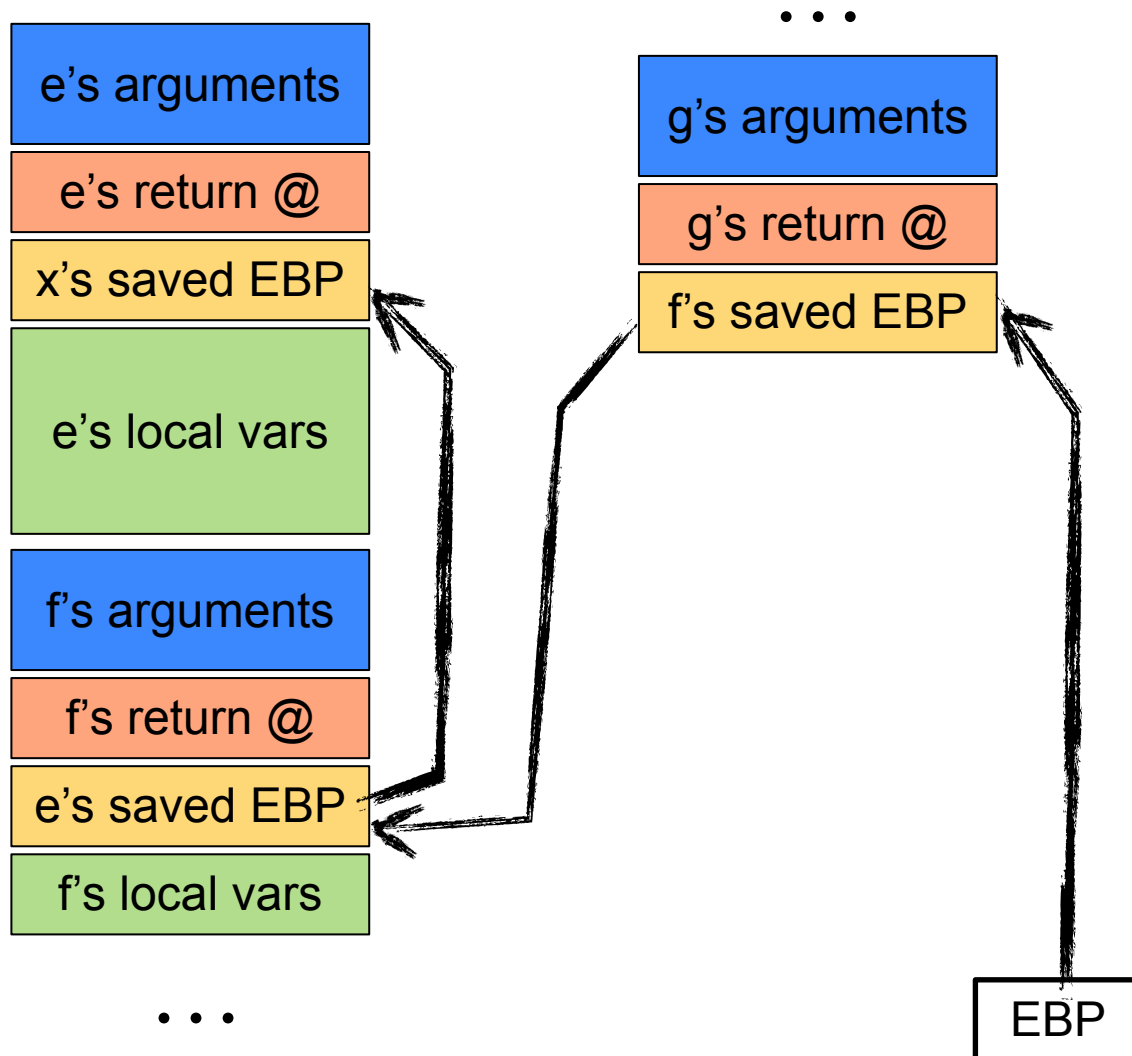 e’s arguments
e’s return @
x’s saved EBP
e’s local vars
f’s arguments
f’s return @
e’s saved EBP
f’s local vars
. . .
. . .
g’s arguments
g’s return @
f’s saved EBP
EBP